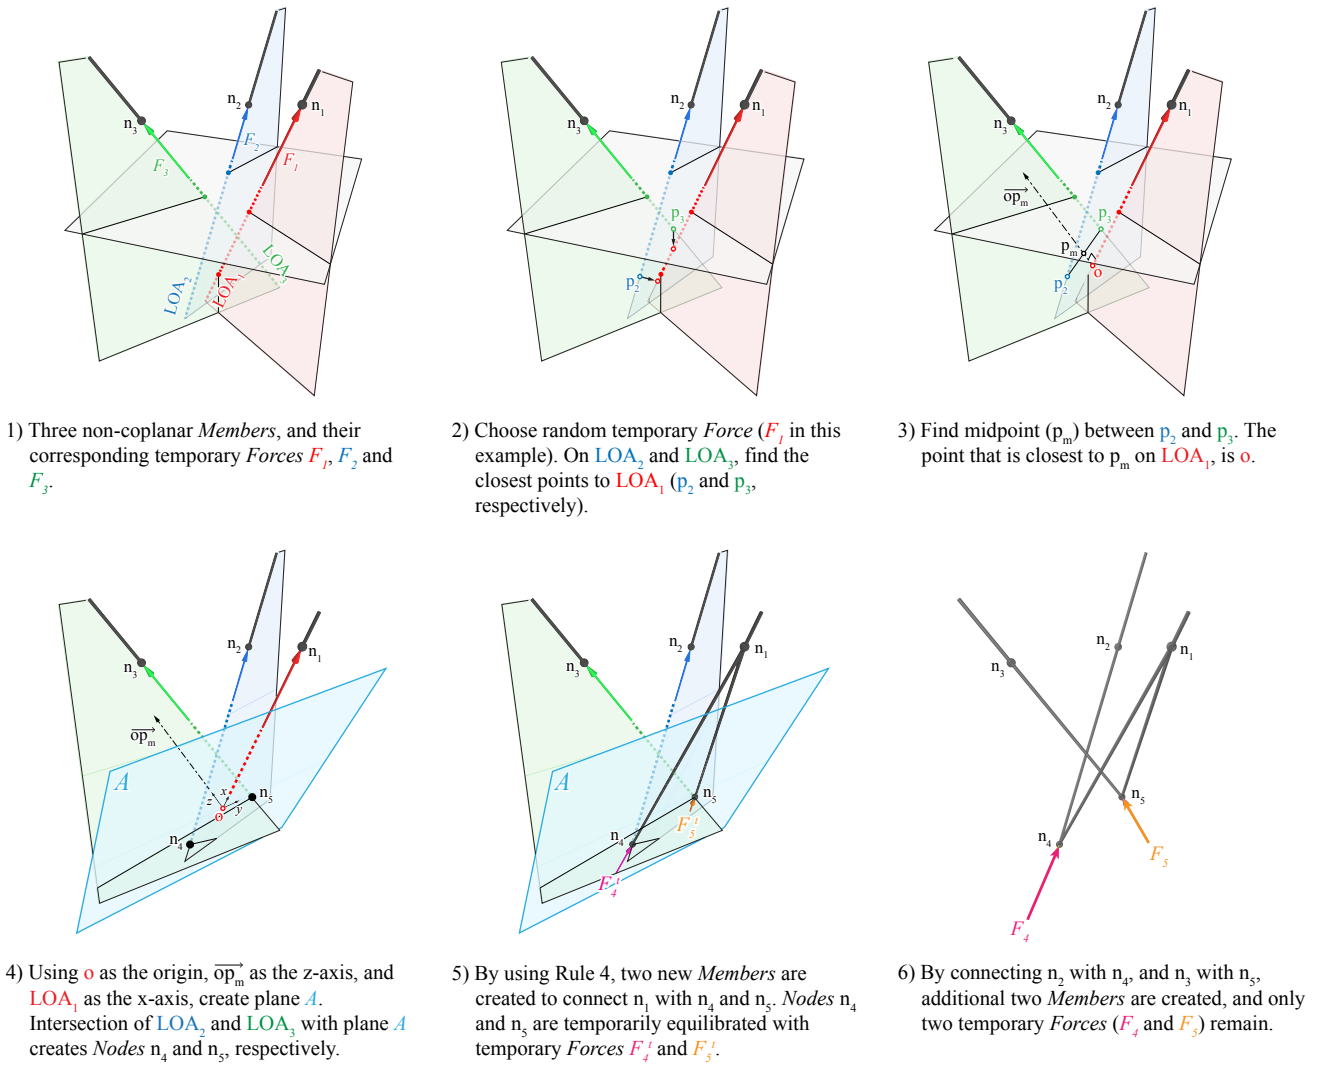 n2
n1
n3
F2
F1
F3
LOA2
LOA1
LOA3
1) Three non-coplanar Members, and their
corresponding temporary Forces F1, F2 and
F3.
n2
n1
n3
p3
p2
2) Choose random temporary Force (F1 in this
example). On LOA2 and LOA3, find the
closest points to LOA1 (p2 and p3,
respectively).
n2
n1
n3
opm
p3
pm
o
p2
3) Find midpoint (pm) between p2 and p3. The
point that is closest to pm on LOA1, is o.
n2
n1
n3
opm
A
x
z
y
o
n5
n4
4) Using o as the origin, opm as the z-axis, and
LOA1 as the x-axis, create plane A.
Intersection of LOA2 and LOA3 with plane A
creates Nodes n4 and n5, respectively.
n2
n1
n3
A
n5
F5t
n4
F4t
5) By using Rule 4, two new Members are
created to connect n1 with n4 and n5. Nodes n4
and n5 are temporarily equilibrated with
temporary Forces F4t and F5t.
n2
n1
n3
n5
n4
F5
F4
6) By connecting n2 with n4, and n3 with n5,
additional two Members are created, and only
two temporary Forces (F4 and F5) remain.